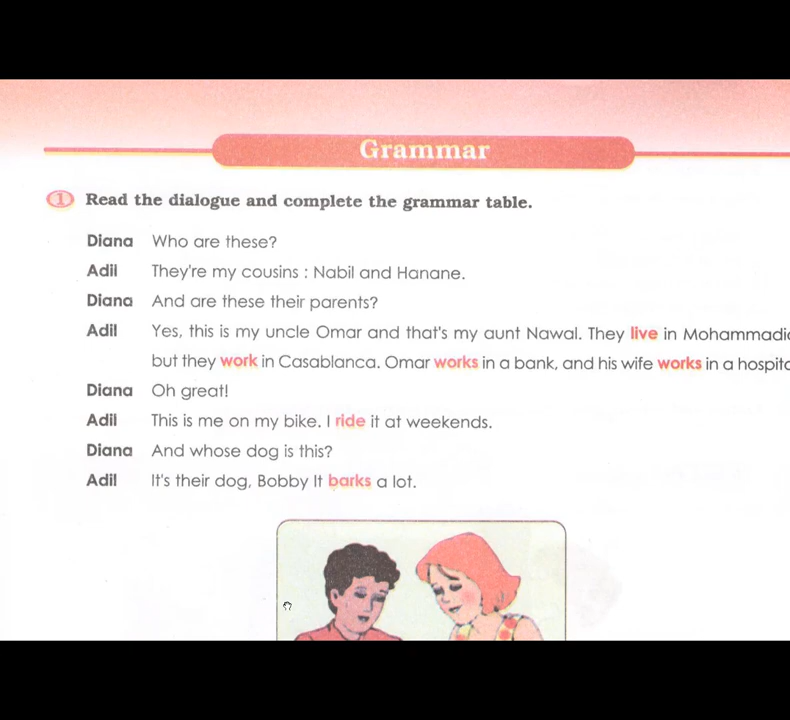 Grammar
1 Read the dialogue and complete the grammar table.
Diana Who are these?
Adil They're my cousins : Nabil and Hanane.
Diana And are these their parents?
Adil Yes, this is my uncle Omar and that's my aunt Nawal. They live in
but they work in Casablanca. Omar works in a bank, and his wife works in a
Diana Oh great!
Adil This is me on my bike. I ride it at weekends.
Diana And whose dog is this?
Adil It's their dog, Bobby It barks a lot.